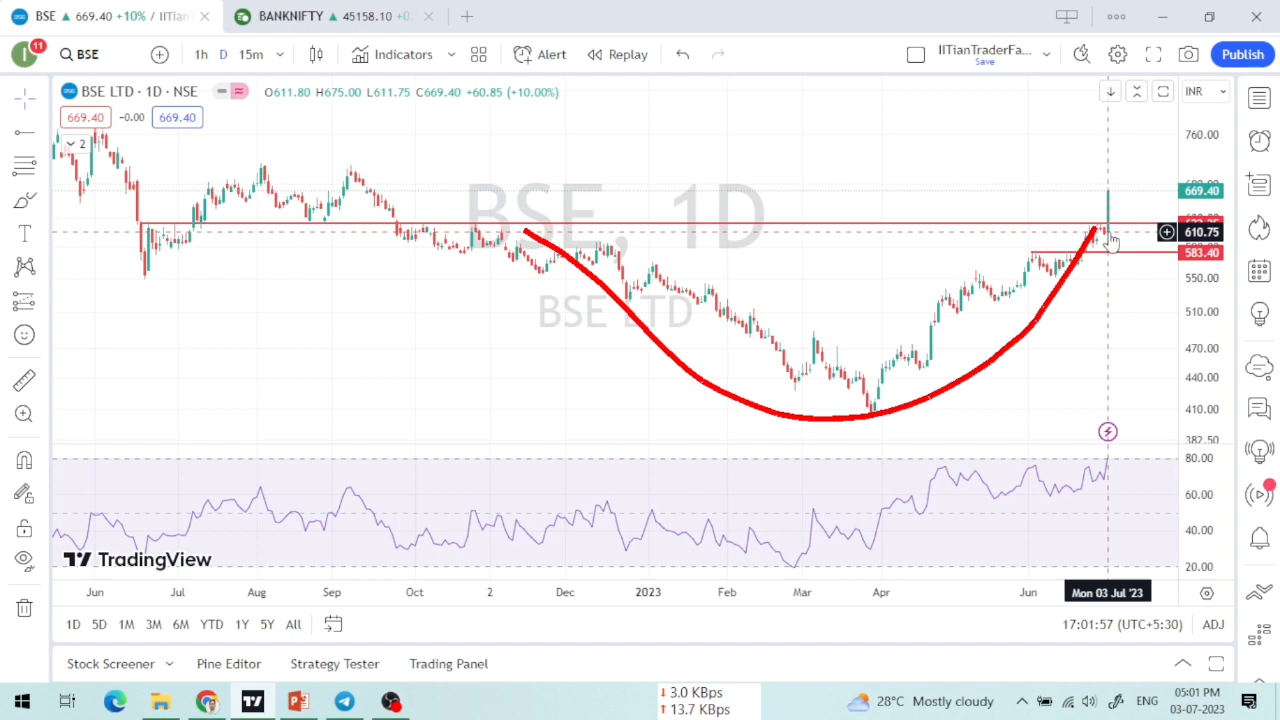 BSE ▲ 669.40 +10% / IITian
BANKNIFTY ▲ 45158.10 +0.
11
BSE
1h D 15m
Indicators
Alert
Replay
IITianTraderFa...
Save
Publish
BSE LTD · 1D · NSE
O611.80 H675.00 L611.75 C669.40 +60.85 (+10.00%)
INR
669.40 -0.00 669.40
2
BSE, 1D
BSE LTD
760.00
669.40
610.75
583.40
550.00
510.00
470.00
440.00
410.00
382.50
80.00
60.00
40.00
20.00
TradingView
Jun Jul Aug Sep Oct 2 Dec 2023 Feb Mar Apr Jun Mon 03 Jul '23
1D 5D 1M 3M 6M YTD 1Y 5Y All
17:01:57 (UTC+5:30) ADJ
Stock Screener Pine Editor Strategy Tester Trading Panel
3.0 KBps
13.7 KBps
28°C Mostly cloudy
ENG
05:01 PM
03-07-2023